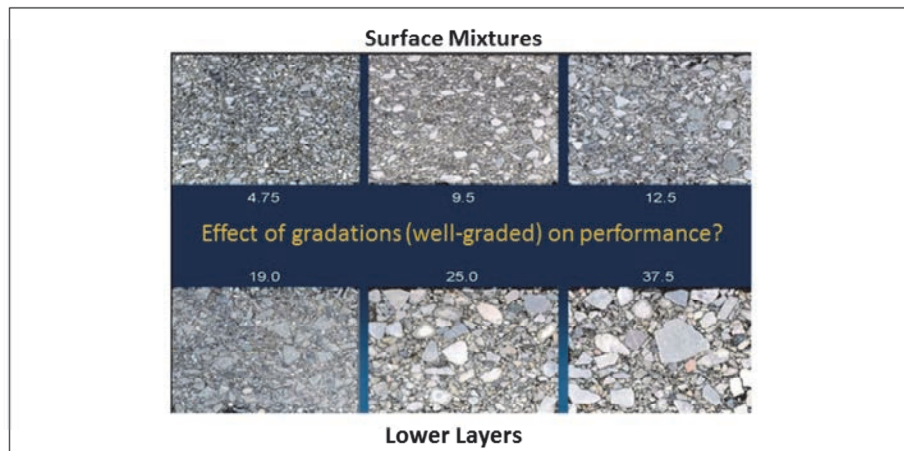 Surface Mixtures
4.75 9.5 12.5
Effect of gradations (well-graded) on performance?
19.0 25.0 37.5
Lower Layers